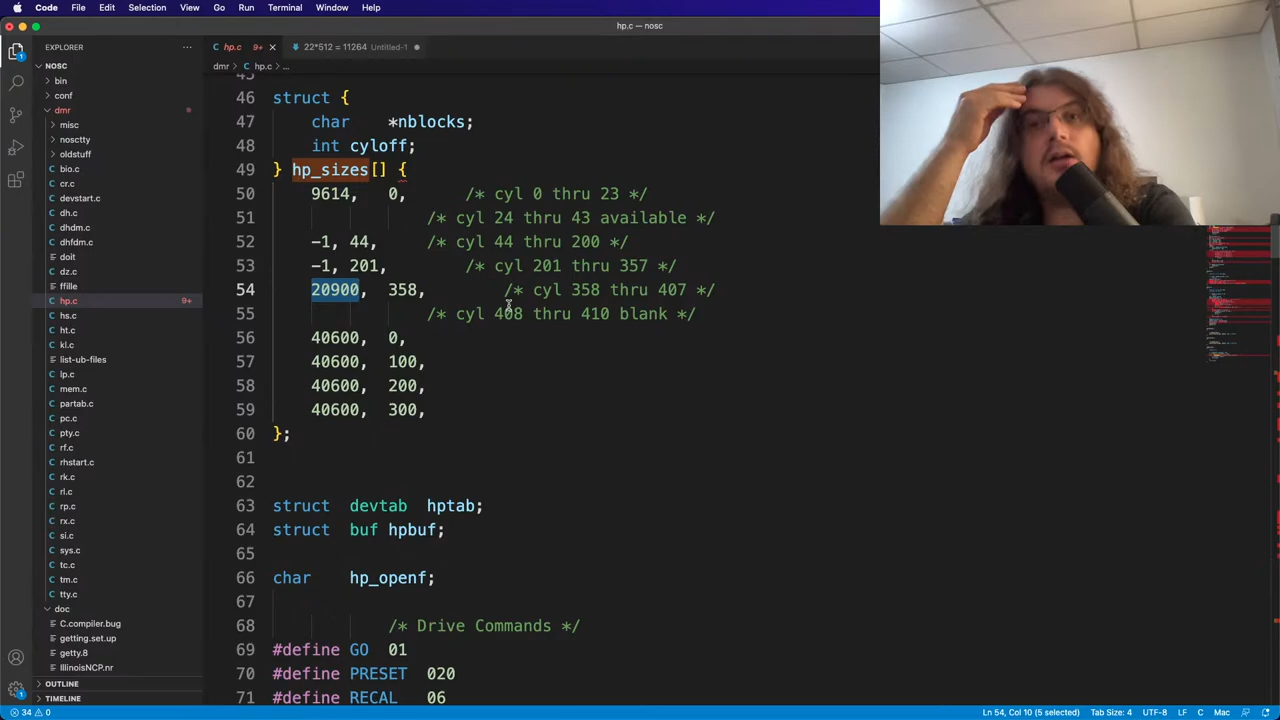 Code File Edit Selection View Go Run Terminal Window Help
hp.c — nosc
EXPLORER ···
hp.c 9+ ×
22*512 = 11264 Untitled-1
dmr > hp.c > ...
NOSC
bin
conf
dmr
misc
nosctty
oldstuff
bio.c
cr.c
devstart.c
dh.c
dhdm.c
dhfdm.c
doit
dz.c
ffille
hp.c 9+
hs.c
ht.c
kl.c
list-ub-files
lp.c
mem.c
partab.c
pc.c
pty.c
rf.c
rhstart.c
rk.c
rl.c
rp.c
rx.c
si.c
sys.c
tc.c
tm.c
tty.c
doc
C.compiler.bug
getting.set.up
getty.8
IllinoisNCP.nr
OUTLINE
TIMELINE
45
46 struct {
47 char *nblocks;
48 int cyloff;
49 } hp_sizes[] {
50 9614, 0, /* cyl 0 thru 23 */
51 /* cyl 24 thru 43 available */
52 -1, 44, /* cyl 44 thru 200 */
53 -1, 201, /* cyl 201 thru 357 */
54 20900, 358, /* cyl 358 thru 407 */
55 /* cyl 408 thru 410 blank */
56 40600, 0,
57 40600, 100,
58 40600, 200,
59 40600, 300,
60 };
61
62
63 struct devtab hptab;
64 struct buf hpbuf;
65
66 char hp_openf;
67
68 /* Drive Commands */
69 #define GO 01
70 #define PRESET 020
71 #define RECAL 06
34 0
Ln 54, Col 10 (5 selected) Tab Size: 4 UTF-8 LF C Mac